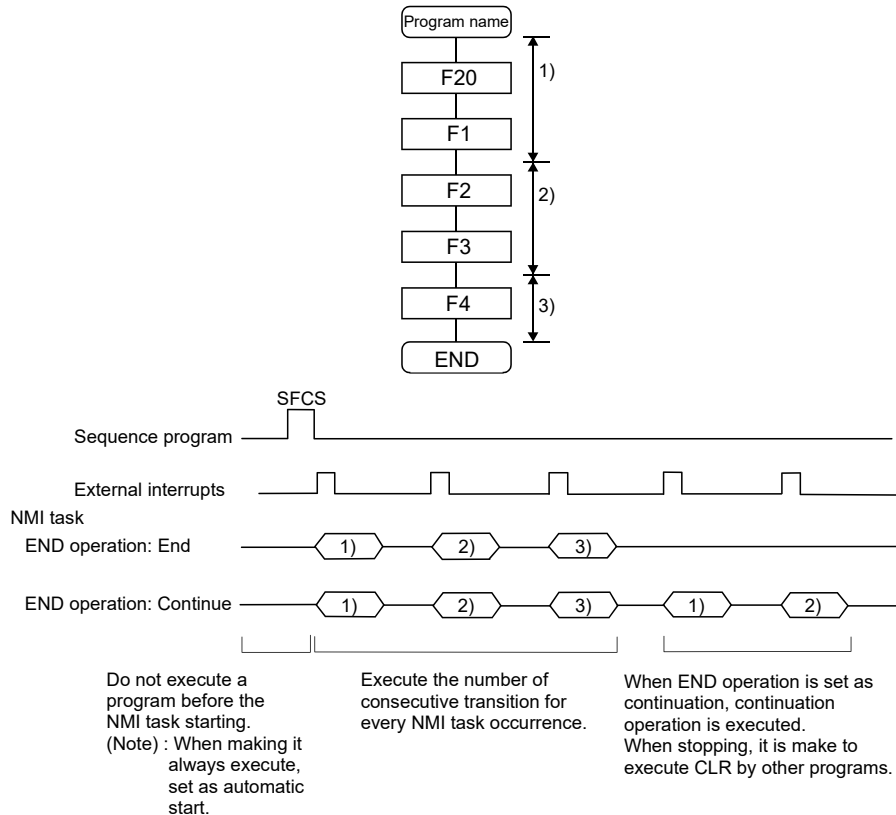 Program name
F20
1)
F1
F2
2)
F3
F4
3)
END
SFCS
Sequence program
External interrupts
NMI task
END operation: End
1)
2)
3)
END operation: Continue
1)
2)
3)
1)
2)
Do not execute a
program before the
NMI task starting.
(Note) : When making it
always execute,
set as automatic
start.
Execute the number of
consecutive transition for
every NMI task occurrence.
When END operation is set as
continuation, continuation
operation is executed.
When stopping, it is make to
execute CLR by other programs.